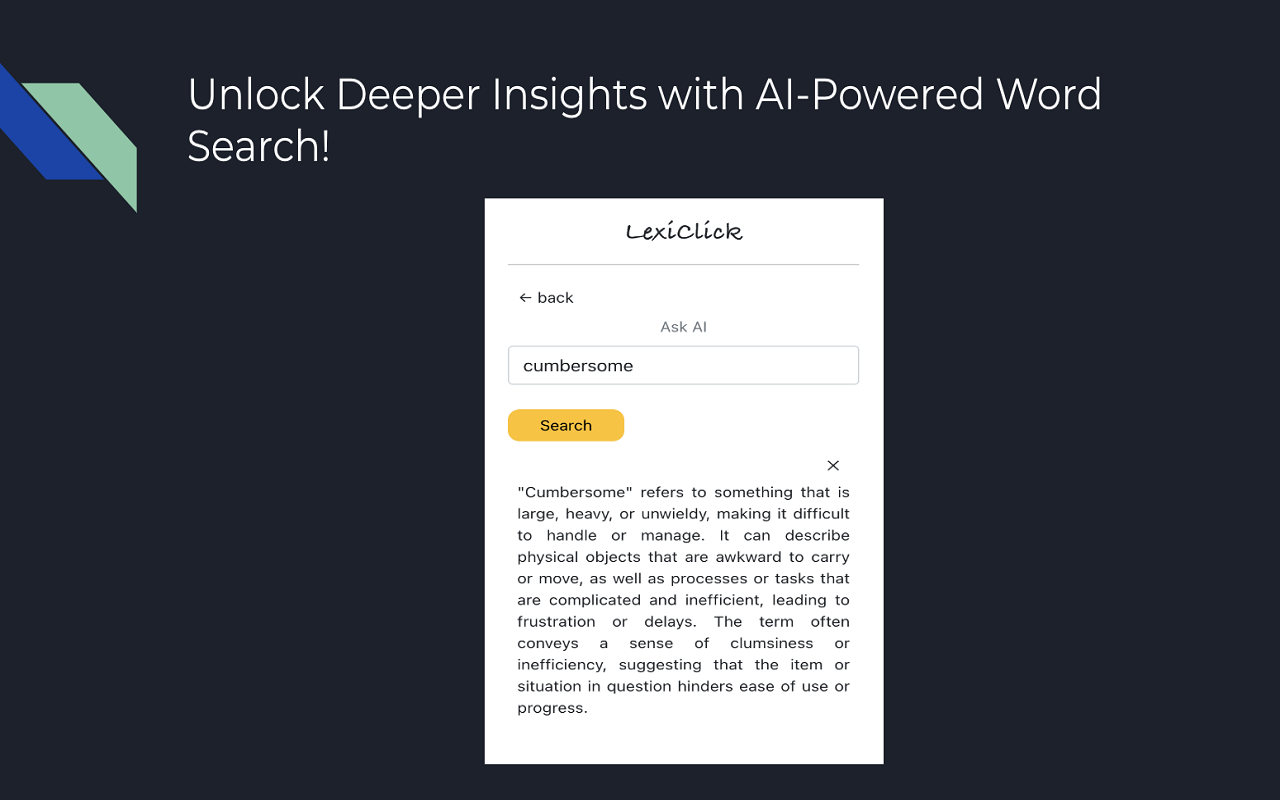 Unlock Deeper Insights with AI-Powered Word
Search!
LexiClick
← back
Ask AI
cumbersome
Search
×
"Cumbersome" refers to something that is
large, heavy, or unwieldy, making it difficult
to handle or manage. It can describe
physical objects that are awkward to carry
or move, as well as processes or tasks that
are complicated and inefficient, leading to
frustration or delays. The term often
conveys a sense of clumsiness or
inefficiency, suggesting that the item or
situation in question hinders ease of use or
progress.